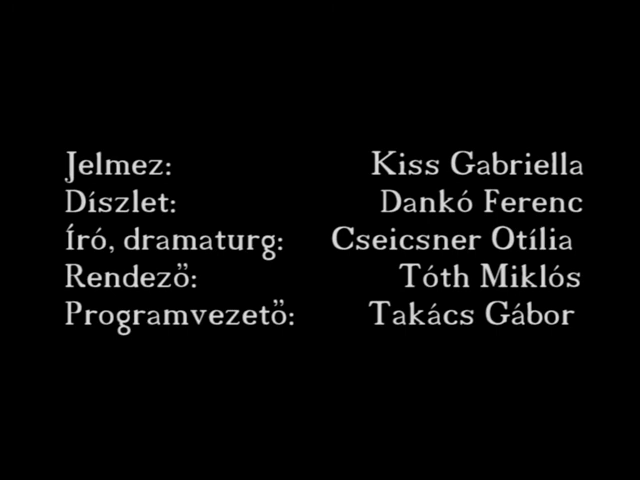 Jelmez: Kiss Gabriella
Díszlet: Dankó Ferenc
Író, dramaturg: Cseicsner Otília
Rendező: Tóth Miklós
Programvezető: Takács Gábor